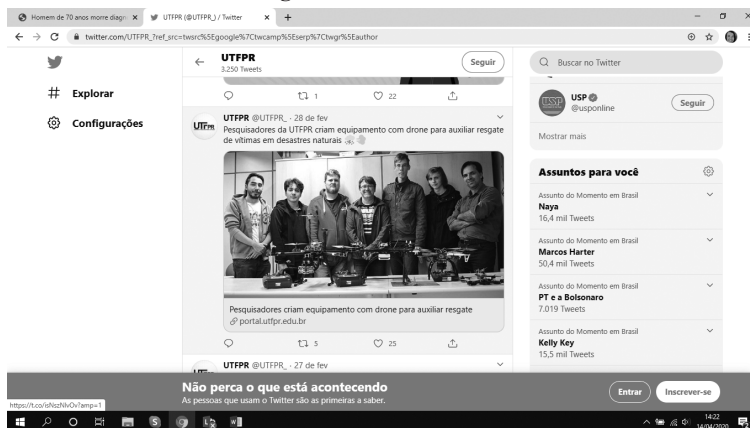 Homem de 70 anos morre diagn
UTFPR (@UTFPR_) / Twitter
twitter.com/UTFPR_?ref_src=twsrc%5Egoogle%7Ctwcamp%5Eserp%7Ctwgr%5Eauthor
Explorar
Configurações
UTFPR
3.250 Tweets
Seguir
1
22
UTFPR @UTFPR_ · 28 de fev
Pesquisadores da UTFPR criam equipamento com drone para auxiliar resgate
de vítimas em desastres naturais
Pesquisadores criam equipamento com drone para auxiliar resgate
portal.utfpr.edu.br
5
25
UTFPR @UTFPR_ · 27 de fev
Buscar no Twitter
USP
@usponline
Seguir
Mostrar mais
Assuntos para você
Assunto do Momento em Brasil
Naya
16,4 mil Tweets
Assunto do Momento em Brasil
Marcos Harter
50,4 mil Tweets
Assunto do Momento em Brasil
PT e a Bolsonaro
7.019 Tweets
Assunto do Momento em Brasil
Kelly Key
15,5 mil Tweets
Não perca o que está acontecendo
As pessoas que usam o Twitter são as primeiras a saber.
Entrar
Inscrever-se
https://t.co/isNszNlvOv?amp=1
14:22
14/04/2020